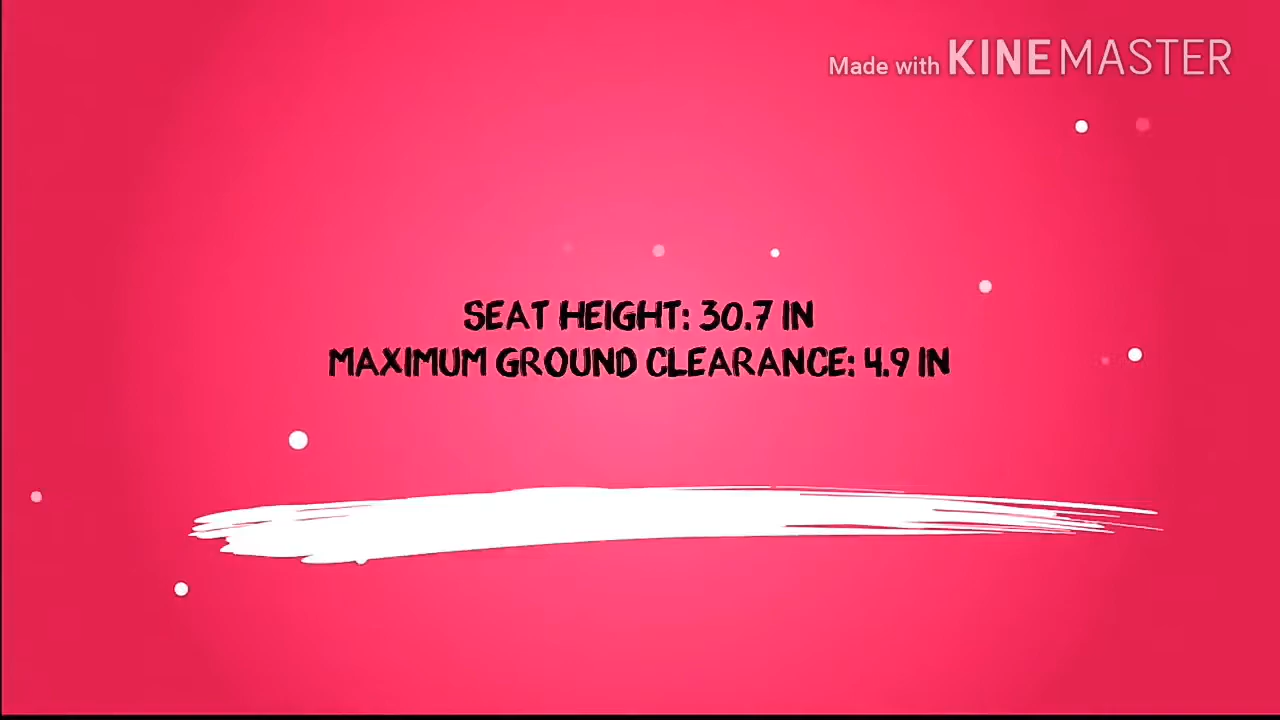 Made with KINEMASTER
SEAT HEIGHT: 30.7 IN
MAXIMUM GROUND CLEARANCE: 4.9 IN